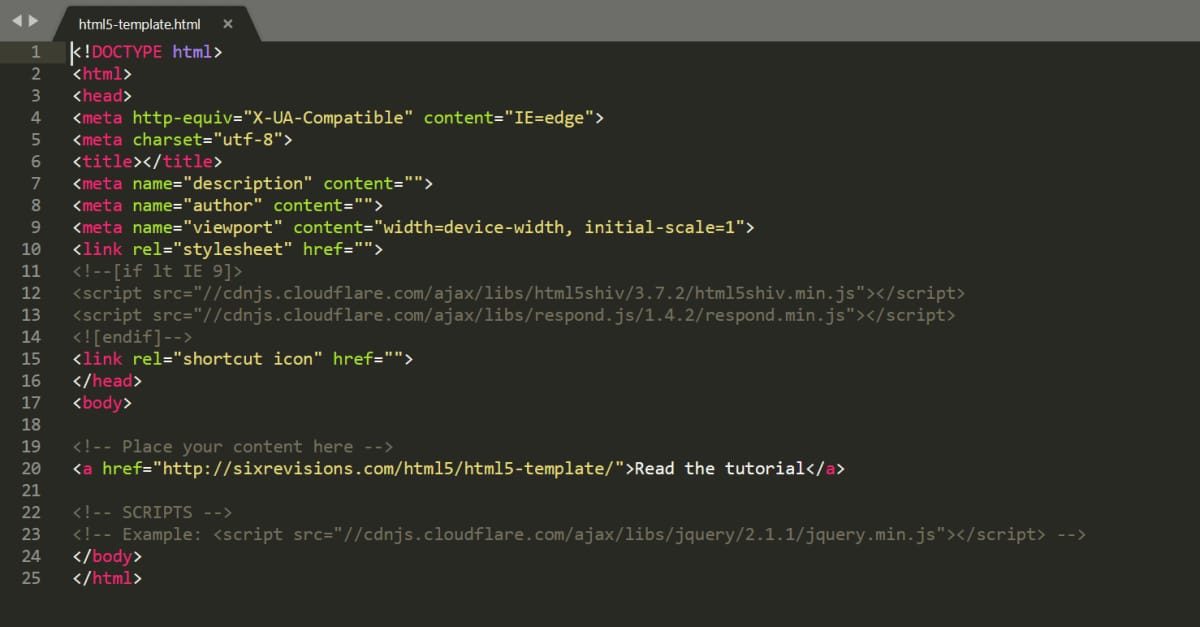 html5-template.html ×
1 <!DOCTYPE html>
2 <html>
3 <head>
4 <meta http-equiv="X-UA-Compatible" content="IE=edge">
5 <meta charset="utf-8">
6 <title></title>
7 <meta name="description" content="">
8 <meta name="author" content="">
9 <meta name="viewport" content="width=device-width, initial-scale=1">
10 <link rel="stylesheet" href="">
11 <!--[if lt IE 9]>
12 <script src="//cdnjs.cloudflare.com/ajax/libs/html5shiv/3.7.2/html5shiv.min.js"></script>
13 <script src="//cdnjs.cloudflare.com/ajax/libs/respond.js/1.4.2/respond.min.js"></script>
14 <![endif]-->
15 <link rel="shortcut icon" href="">
16 </head>
17 <body>
18
19 <!-- Place your content here -->
20 <a href="http://sixrevisions.com/html5/html5-template/">Read the tutorial</a>
21
22 <!-- SCRIPTS -->
23 <!-- Example: <script src="//cdnjs.cloudflare.com/ajax/libs/jquery/2.1.1/jquery.min.js"></script> -->
24 </body>
25 </html>